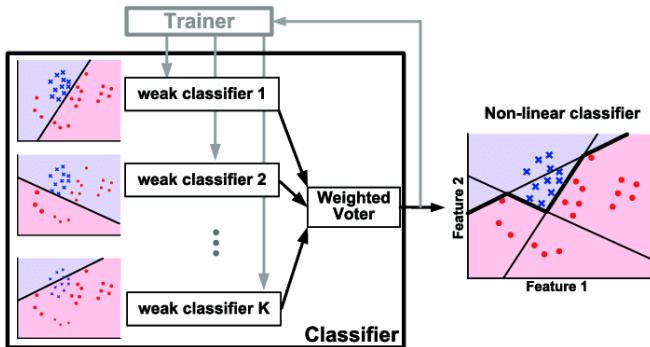 Trainer
weak classifier 1
weak classifier 2
weak classifier K
Weighted
Voter
Classifier
Non-linear classifier
Feature 2
Feature 1